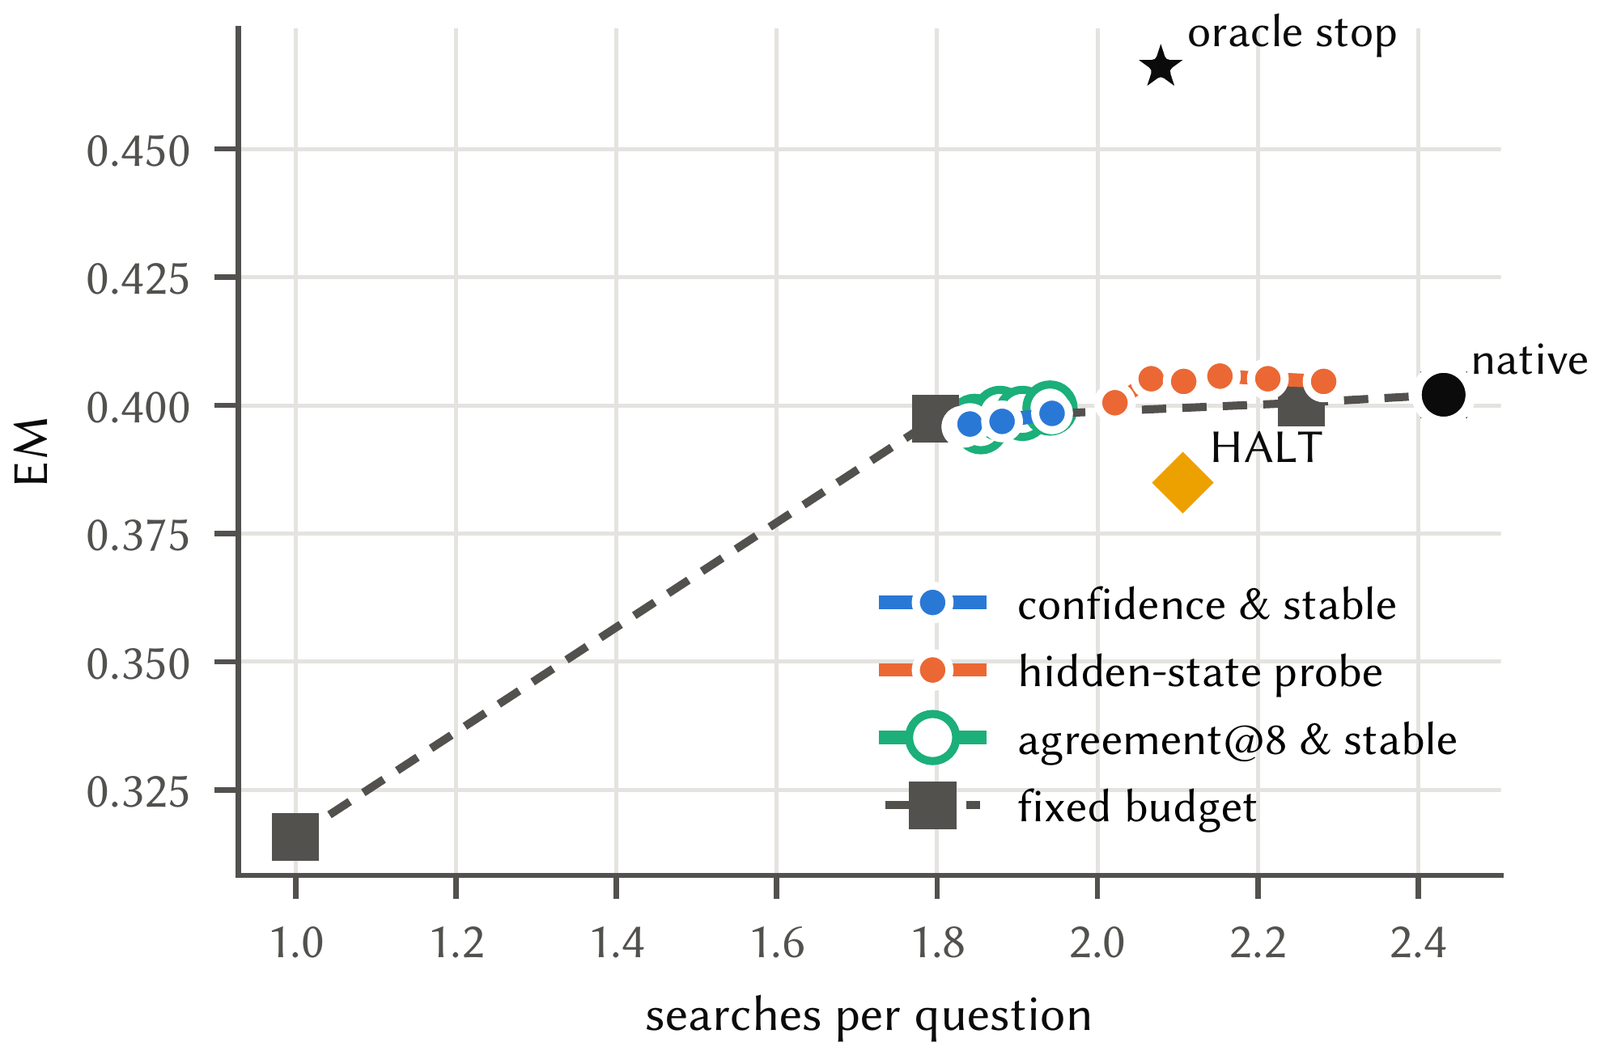 oracle stop
0.450
0.425
native
0.400
HALT
EM
0.375
confidence & stable
0.350
hidden-state probe
agreement@8 & stable
0.325
fixed budget
1.0 1.2 1.4 1.6 1.8 2.0 2.2 2.4
searches per question